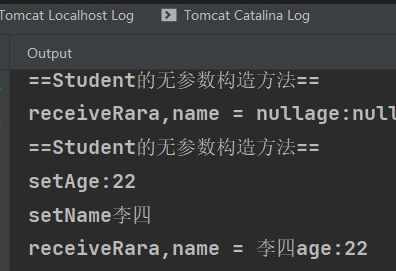 Tomcat Localhost Log Tomcat Catalina Log
Output
==Student的无参数构造方法==
receiveRara,name = nullage:null
==Student的无参数构造方法==
setAge:22
setName李四
receiveRara,name = 李四age:22